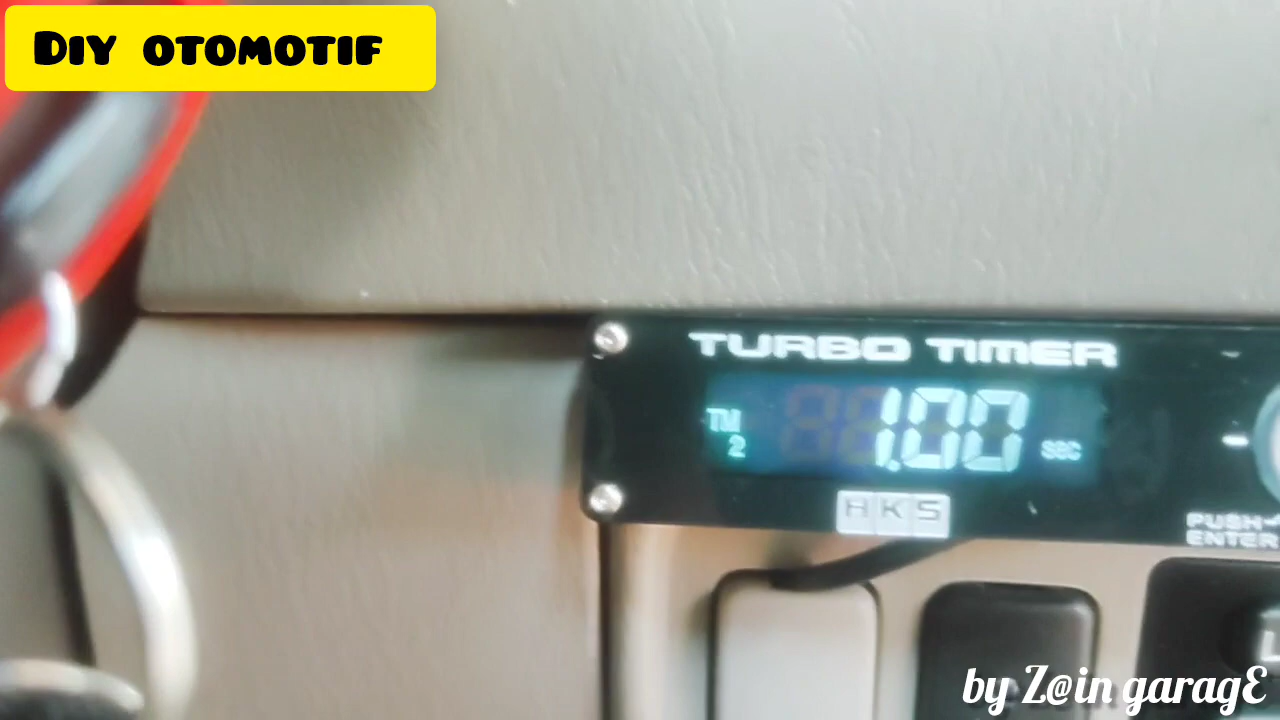 DIY OTOMOTIF
TURBO TIMER
TM
2
1.00
sec
HKS
PUSH-
ENTER
by Z@in garagE